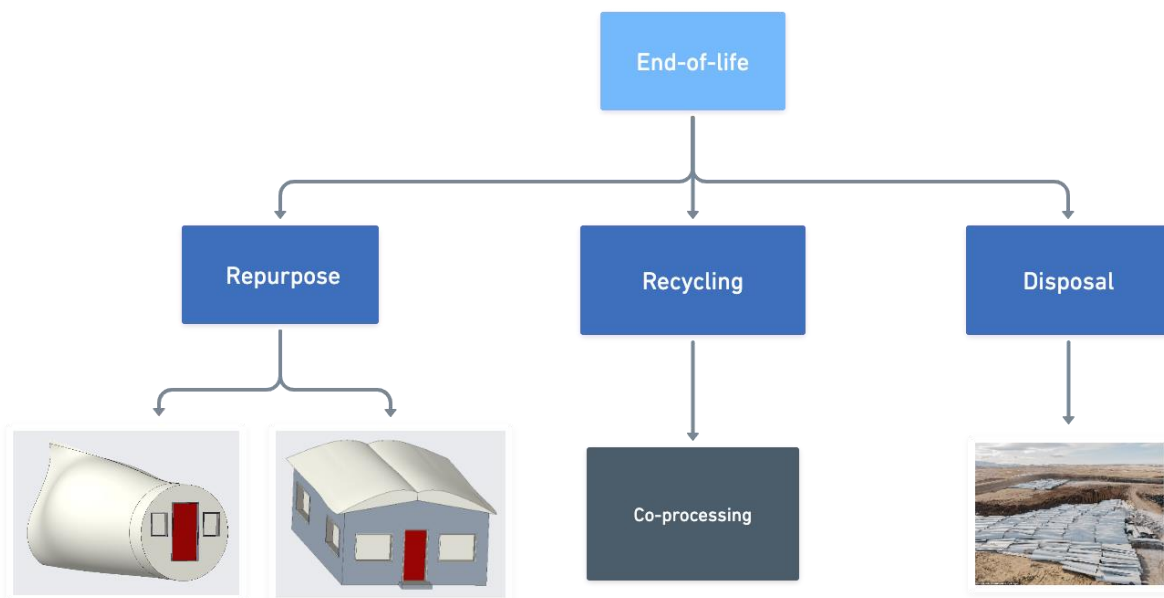 End-of-life
Repurpose
Recycling
Disposal
Co-processing